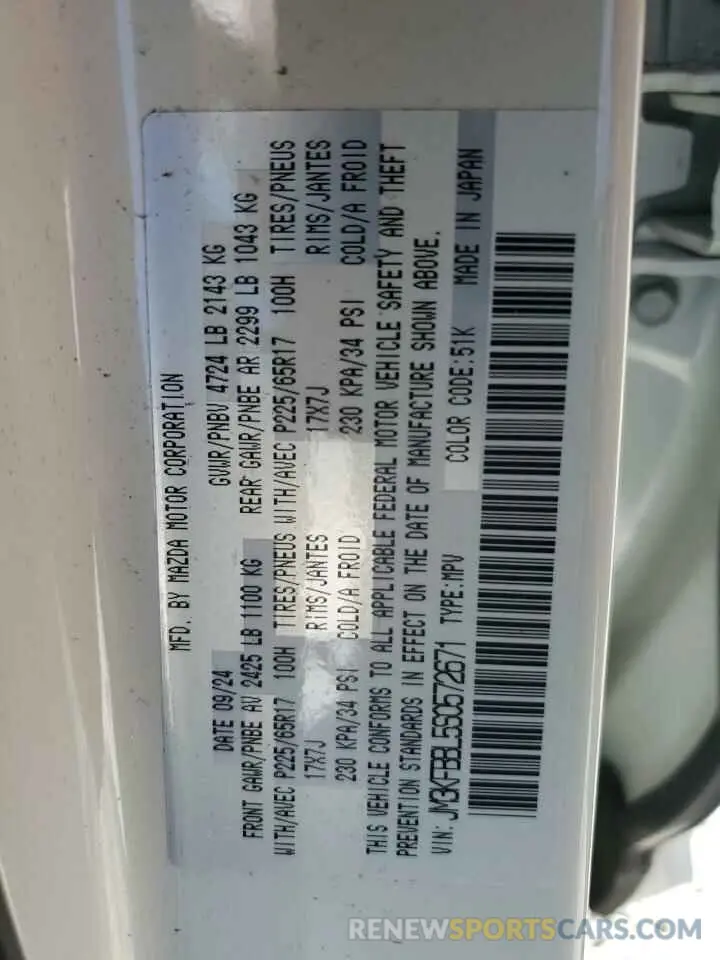 MFD. BY MAZDA MOTOR CORPORATION
DATE 09/24 GVWR/PNBV 4724 LB 2143 KG
FRONT GAWR/PNBE AV 2425 LB 1100 KG REAR GAWR/PNBE AR 2299 LB 1043 KG
WITH/AVEC P225/65R17 100H TIRES/PNEUS WITH/AVEC P225/65R17 100H TIRES/PNEUS
17X7J RIMS/JANTES 17X7J RIMS/JANTES
230 KPA/34 PSI COLD/A FROID 230 KPA/34 PSI COLD/A FROID
THIS VEHICLE CONFORMS TO ALL APPLICABLE FEDERAL MOTOR VEHICLE SAFETY AND THEFT
PREVENTION STANDARDS IN EFFECT ON THE DATE OF MANUFACTURE SHOWN ABOVE.
VIN: JM3KFBBL5S0572671 TYPE:MPV COLOR CODE:51K MADE IN JAPAN
RENEWSPORTSCARS.COM